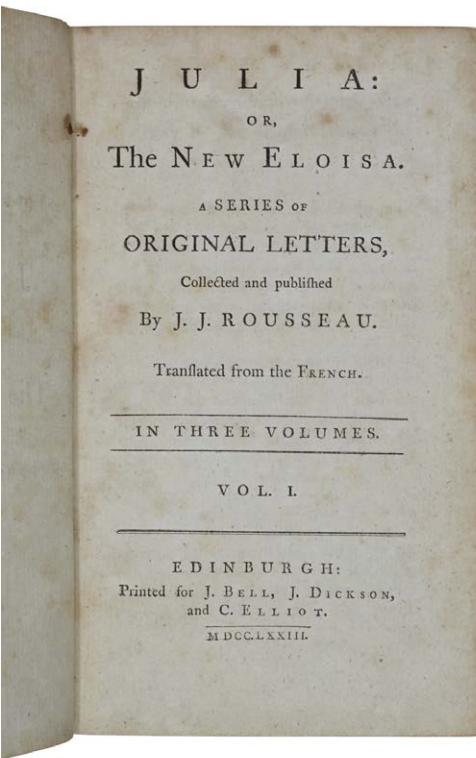 JULIA:
OR,
The NEW ELOISA.
A SERIES OF
ORIGINAL LETTERS,
Collected and publiſhed
By J. J. ROUSSEAU.
Tranſlated from the FRENCH.
IN THREE VOLUMES.
VOL. I.
EDINBURGH:
Printed for J. BELL, J. DICKSON,
and C. ELLIOT.
MDCC.LXXIII.